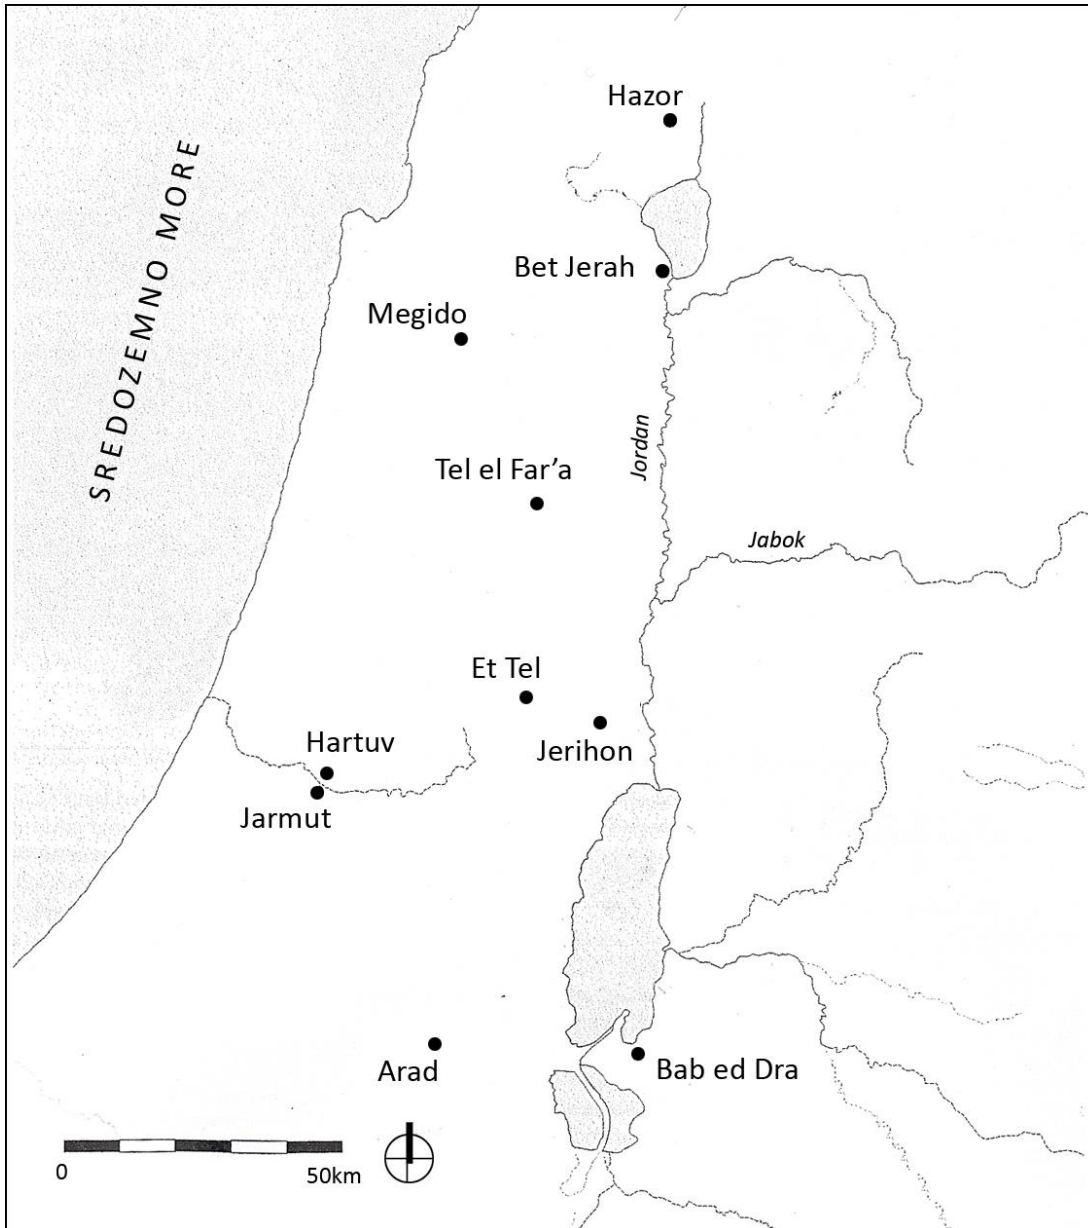 Hazor
SREDOZEMNO MORE
Bet Jerah
Megido
Jordan
Tel el Far’a
Jabok
Et Tel
Hartuv
Jerihon
Jarmut
Arad
Bab ed Dra
0
50km